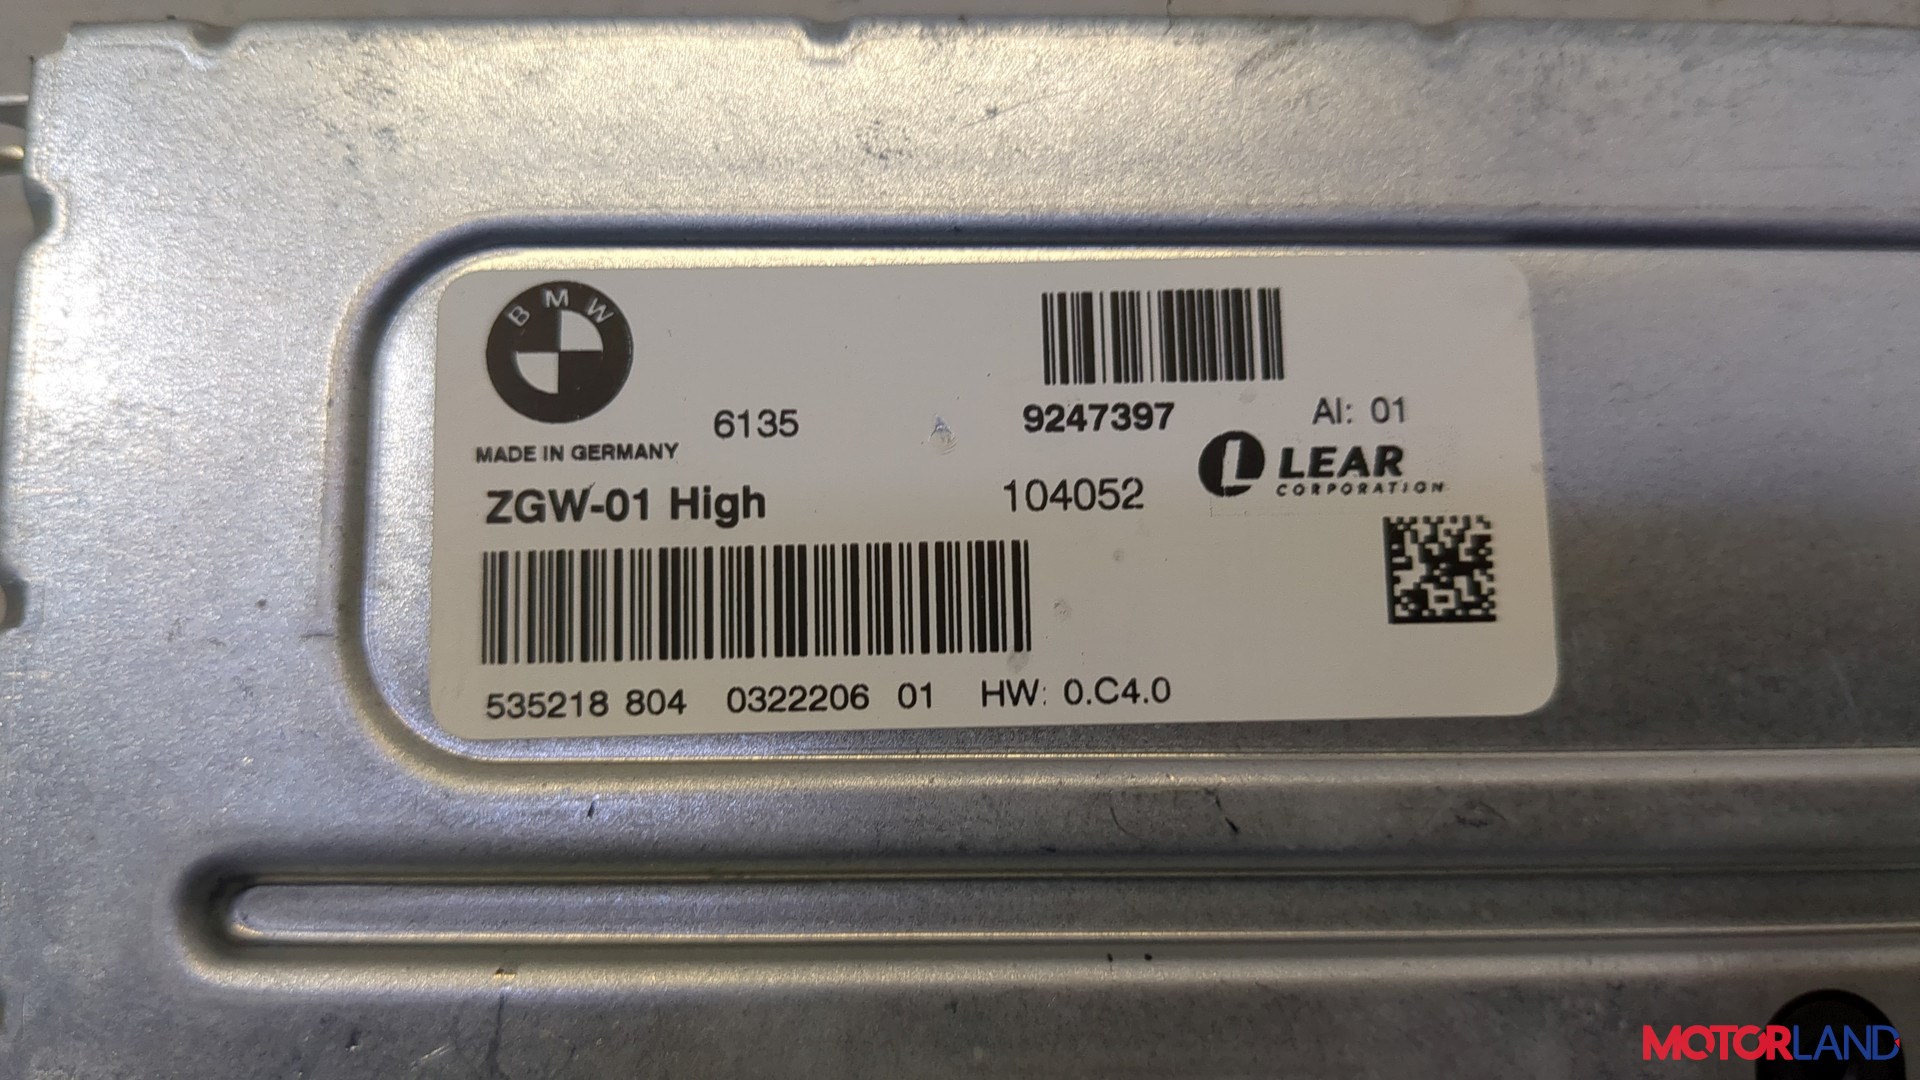 BMW
6135
9247397
AI: 01
MADE IN GERMANY
LEAR
CORPORATION
ZGW-01 High
104052
535218 804 0322206 01 HW: 0.C4.0
MOTORLAND